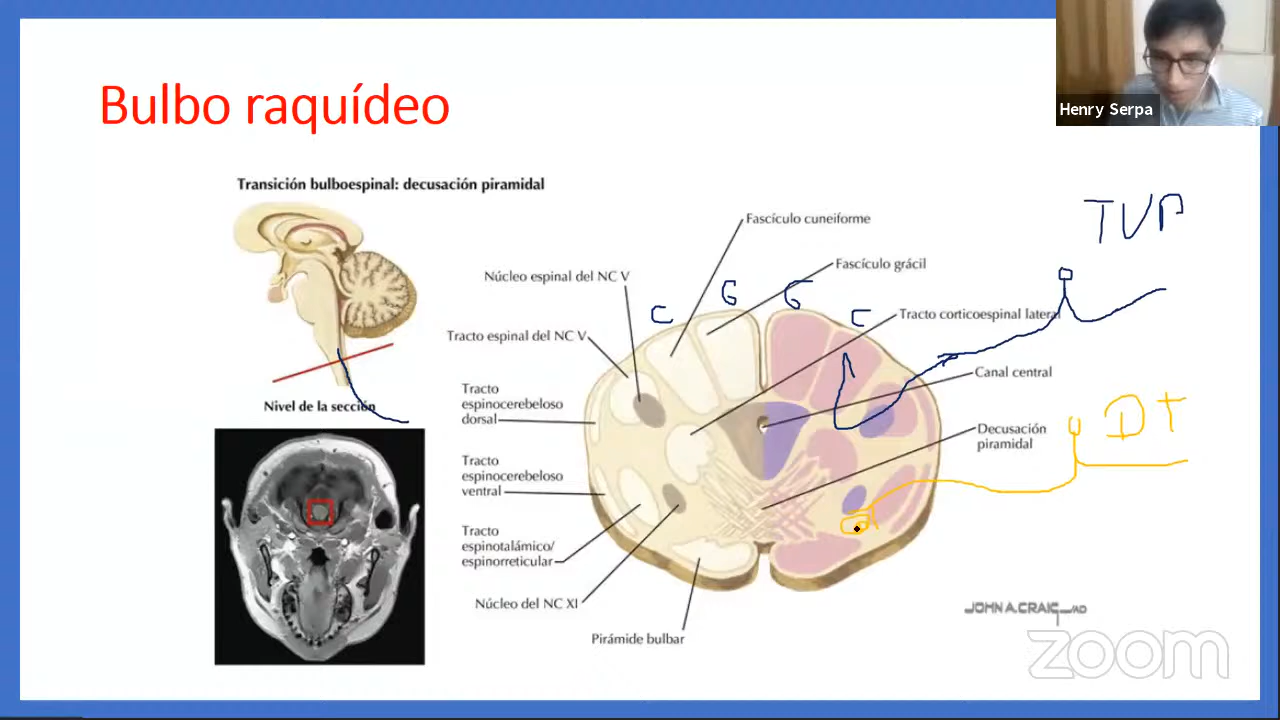 Henry Serpa
Bulbo raquídeo
Transición bulboespinal: decusación piramidal
TVP
Fascículo cuneiforme
Fascículo grácil
Núcleo espinal del NC V
C G G C
Tracto corticoespinal lateral
Tracto espinal del NC V
Canal central
Nivel de la sección
Tracto
espinocerebeloso
dorsal
DT
Decusación
piramidal
Tracto
espinocerebeloso
ventral
Tracto
espinotalámico/
espinorreticular
Núcleo del NC XI
Pirámide bulbar
JOHN A. CRAIG_MD
zoom